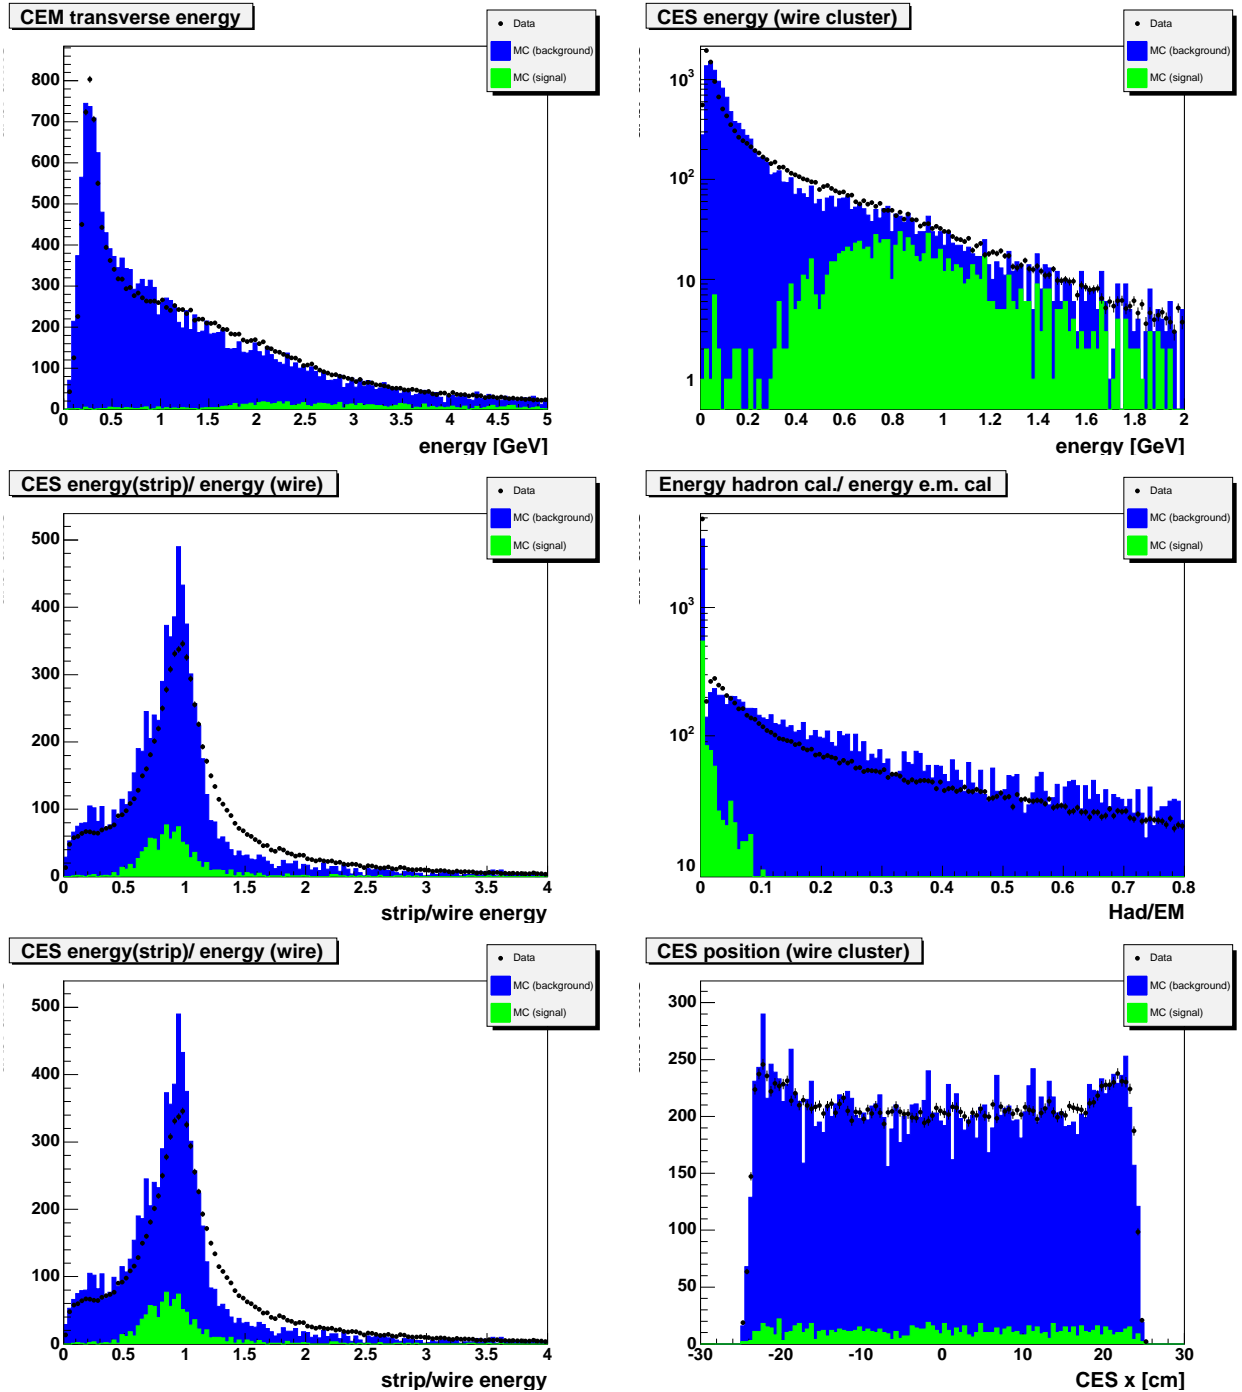 CEM transverse energy
Data
MC (background)
MC (signal)
800
700
600
500
400
300
200
100
0
0 0.5 1 1.5 2 2.5 3 3.5 4 4.5 5
energy [GeV]
CES energy (wire cluster)
Data
MC (background)
MC (signal)
10^3
10^2
10
1
0 0.2 0.4 0.6 0.8 1 1.2 1.4 1.6 1.8 2
energy [GeV]
CES energy(strip)/ energy (wire)
Data
MC (background)
MC (signal)
500
400
300
200
100
0
0 0.5 1 1.5 2 2.5 3 3.5 4
strip/wire energy
Energy hadron cal./ energy e.m. cal
Data
MC (background)
MC (signal)
10^3
10^2
10
0 0.1 0.2 0.3 0.4 0.5 0.6 0.7 0.8
Had/EM
CES energy(strip)/ energy (wire)
Data
MC (background)
MC (signal)
500
400
300
200
100
0
0 0.5 1 1.5 2 2.5 3 3.5 4
strip/wire energy
CES position (wire cluster)
Data
MC (background)
MC (signal)
300
250
200
150
100
50
0
-30 -20 -10 0 10 20 30
CES x [cm]